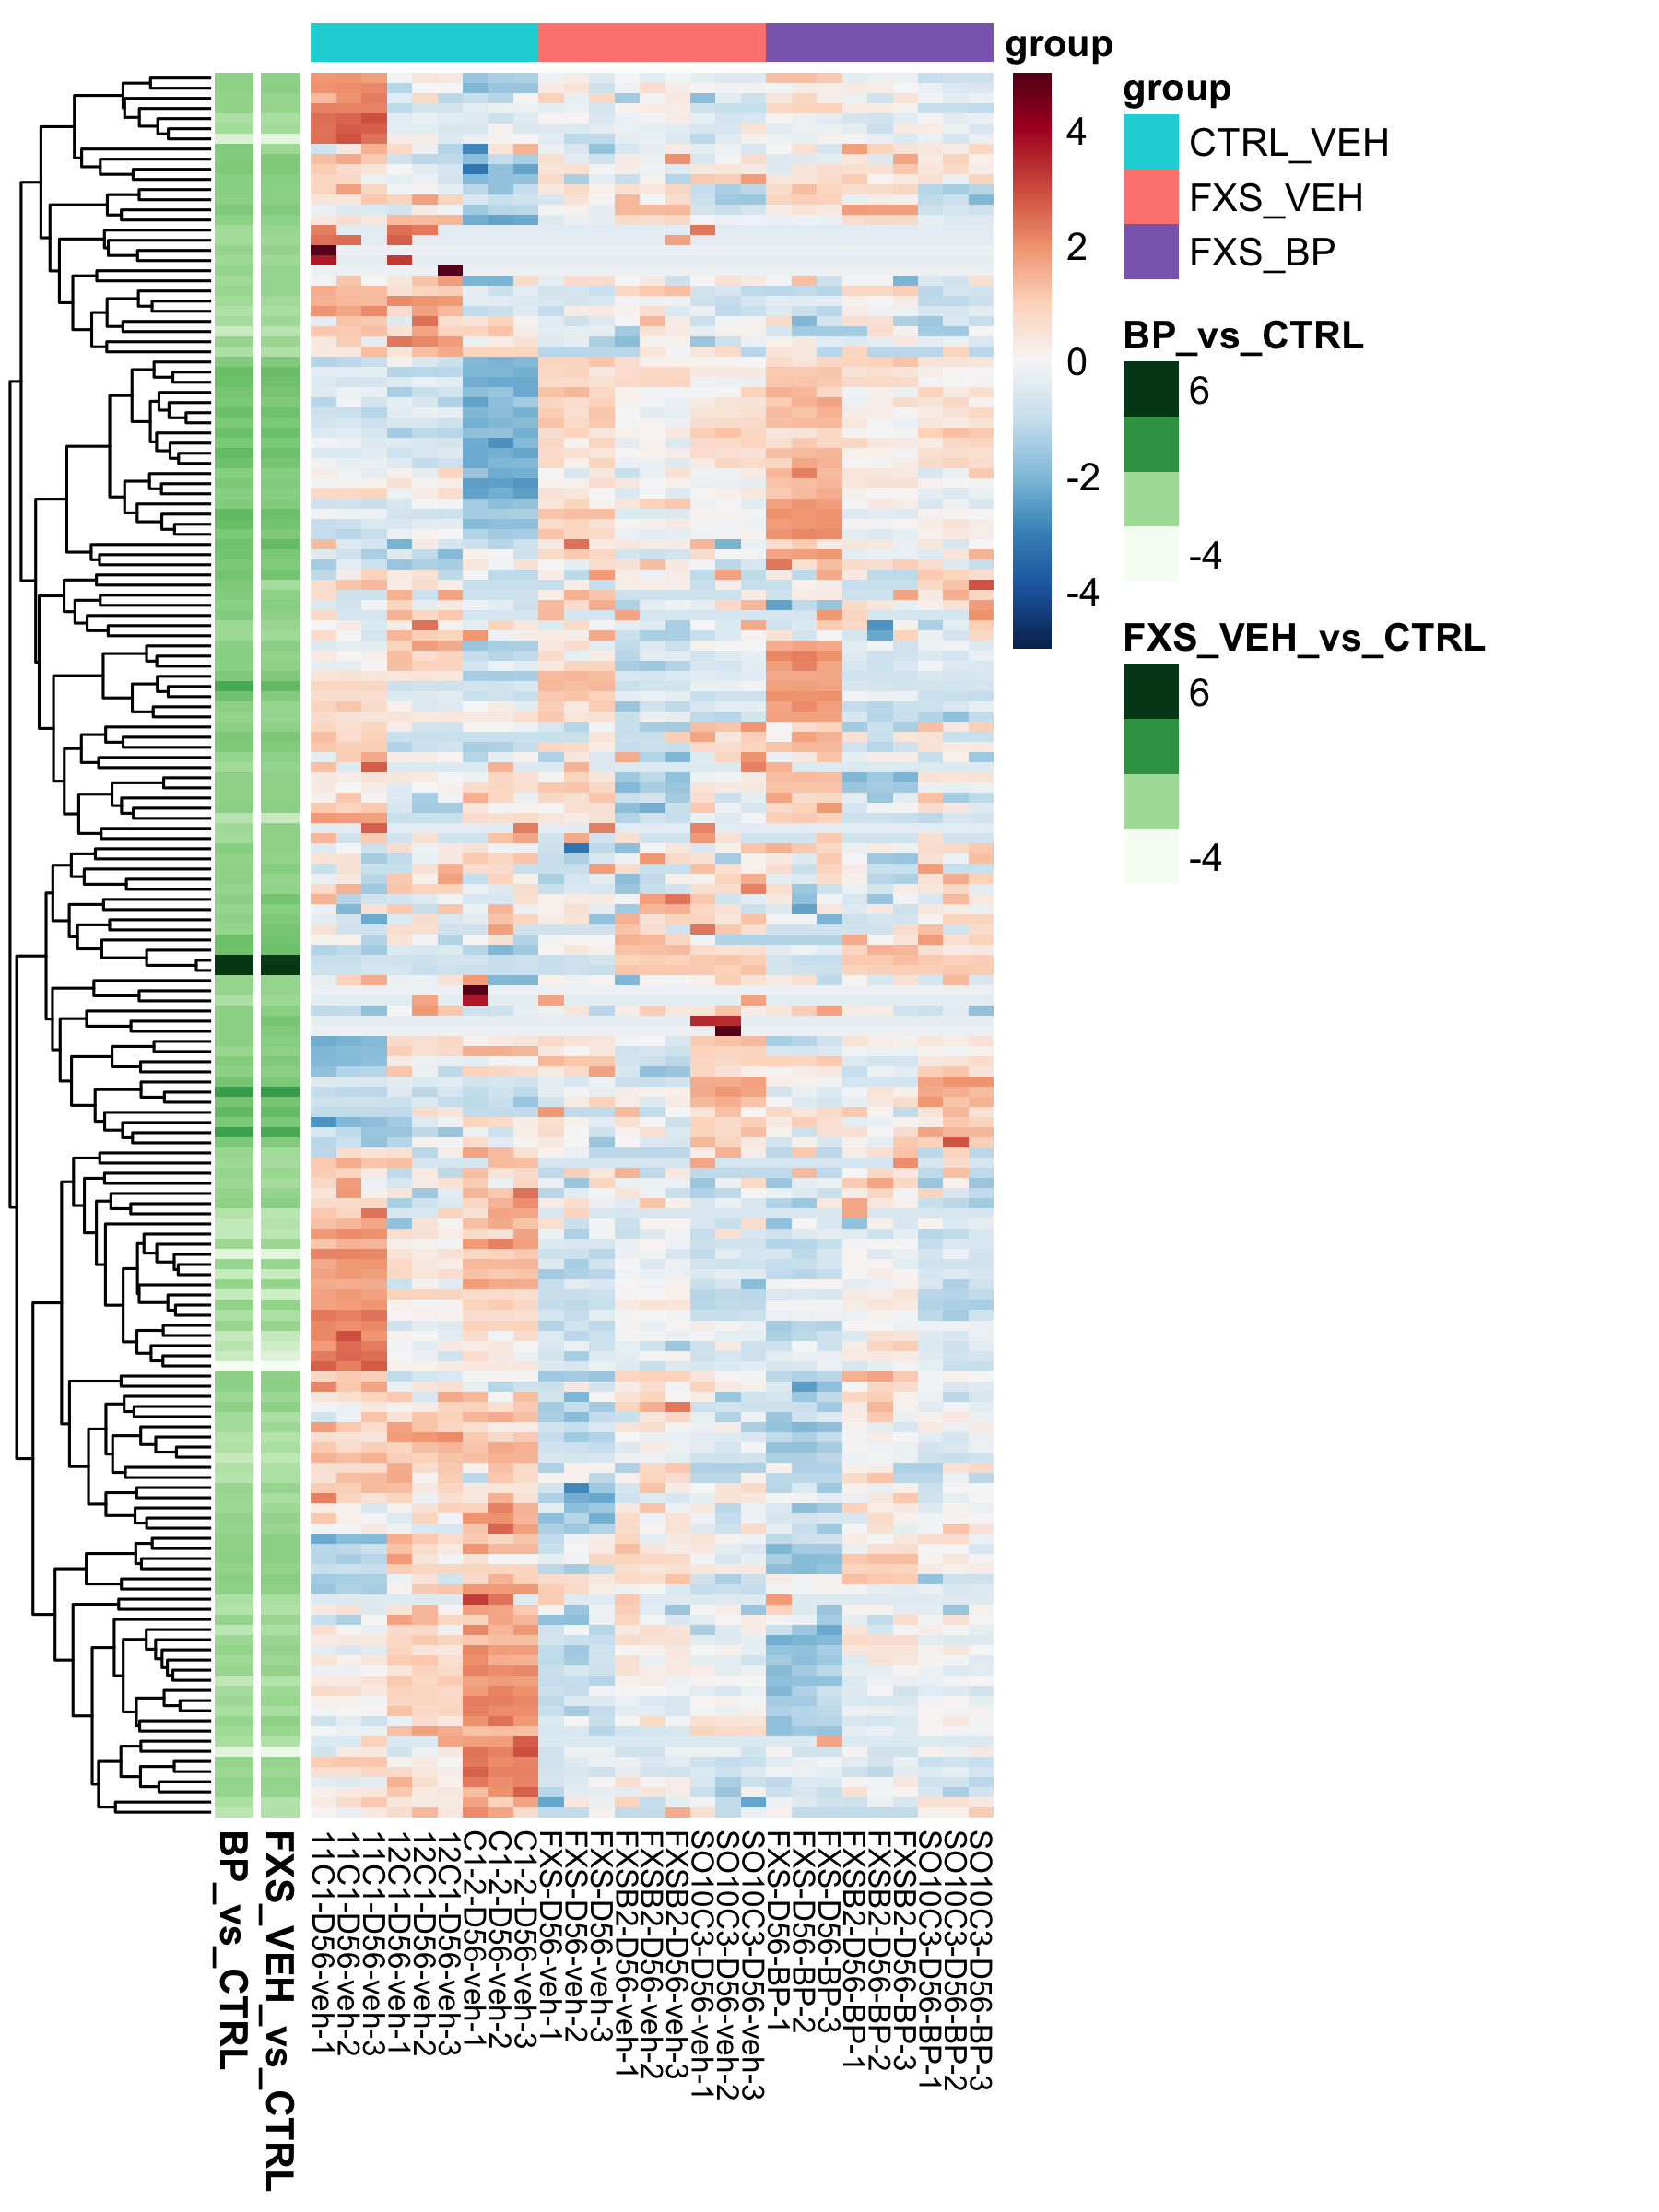 group
4
2
0
-2
-4
group
CTRL_VEH
FXS_VEH
FXS_BP
BP_vs_CTRL
6
-4
FXS_VEH_vs_CTRL
6
-4
BP_vs_CTRL
FXS_VEH_vs_CTRL
11C1-D56-veh-1
11C1-D56-veh-2
11C1-D56-veh-3
12C1-D56-veh-1
12C1-D56-veh-2
12C1-D56-veh-3
C1-2-D56-veh-1
C1-2-D56-veh-2
C1-2-D56-veh-3
FXS-D56-veh-1
FXS-D56-veh-2
FXS-D56-veh-3
FXSB2-D56-veh-1
FXSB2-D56-veh-2
FXSB2-D56-veh-3
SO10C3-D56-veh-1
SO10C3-D56-veh-2
SO10C3-D56-veh-3
FXS-D56-BP-1
FXS-D56-BP-2
FXS-D56-BP-3
FXSB2-D56-BP-1
FXSB2-D56-BP-2
FXSB2-D56-BP-3
SO10C3-D56-BP-1
SO10C3-D56-BP-2
SO10C3-D56-BP-3